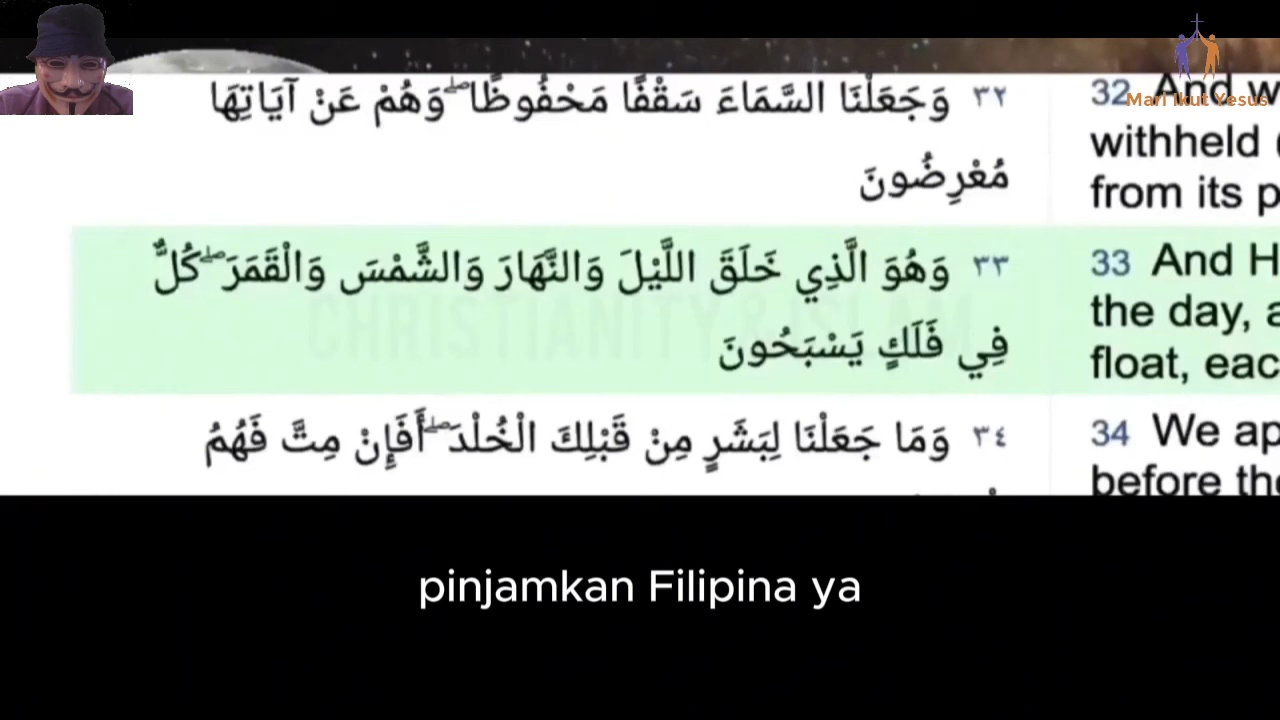 Mari Ikut Yesus
٣٢ وَجَعَلْنَا السَّمَاءَ سَقْفًا مَحْفُوظًا ۖ وَهُمْ عَنْ آيَاتِهَا
مُعْرِضُونَ
٣٣ وَهُوَ الَّذِي خَلَقَ اللَّيْلَ وَالنَّهَارَ وَالشَّمْسَ وَالْقَمَرَ ۖ كُلٌّ
فِي فَلَكٍ يَسْبَحُونَ
٣٤ وَمَا جَعَلْنَا لِبَشَرٍ مِنْ قَبْلِكَ الْخُلْدَ ۖ أَفَإِنْ مِتَّ فَهُمُ
32 And w
withheld
from its p
33 And H
the day, a
float, eac
34 We ap
before the
CHRISTIANITY & ISLAM
pinjamkan Filipina ya